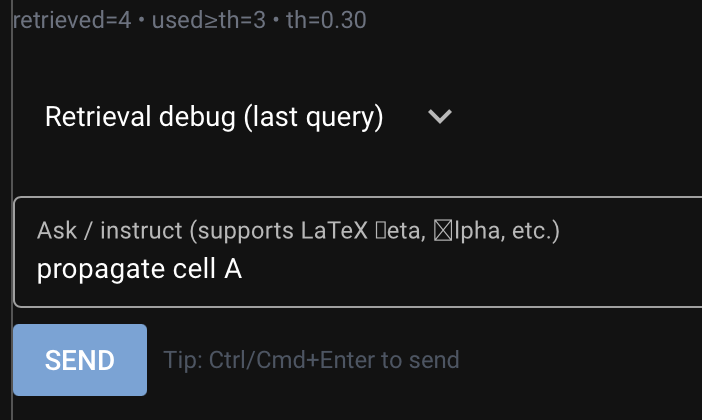 retrieved=4 • used≥th=3 • th=0.30
Retrieval debug (last query)
Ask / instruct (supports LaTeX ▯eta, ☒lpha, etc.)
propagate cell A
SEND
Tip: Ctrl/Cmd+Enter to send